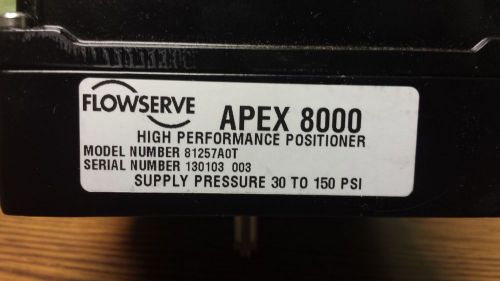 FLOWSERVE
APEX 8000
HIGH PERFORMANCE POSITIONER
MODEL NUMBER 81257A0T
SERIAL NUMBER 130103 003
SUPPLY PRESSURE 30 TO 150 PSI